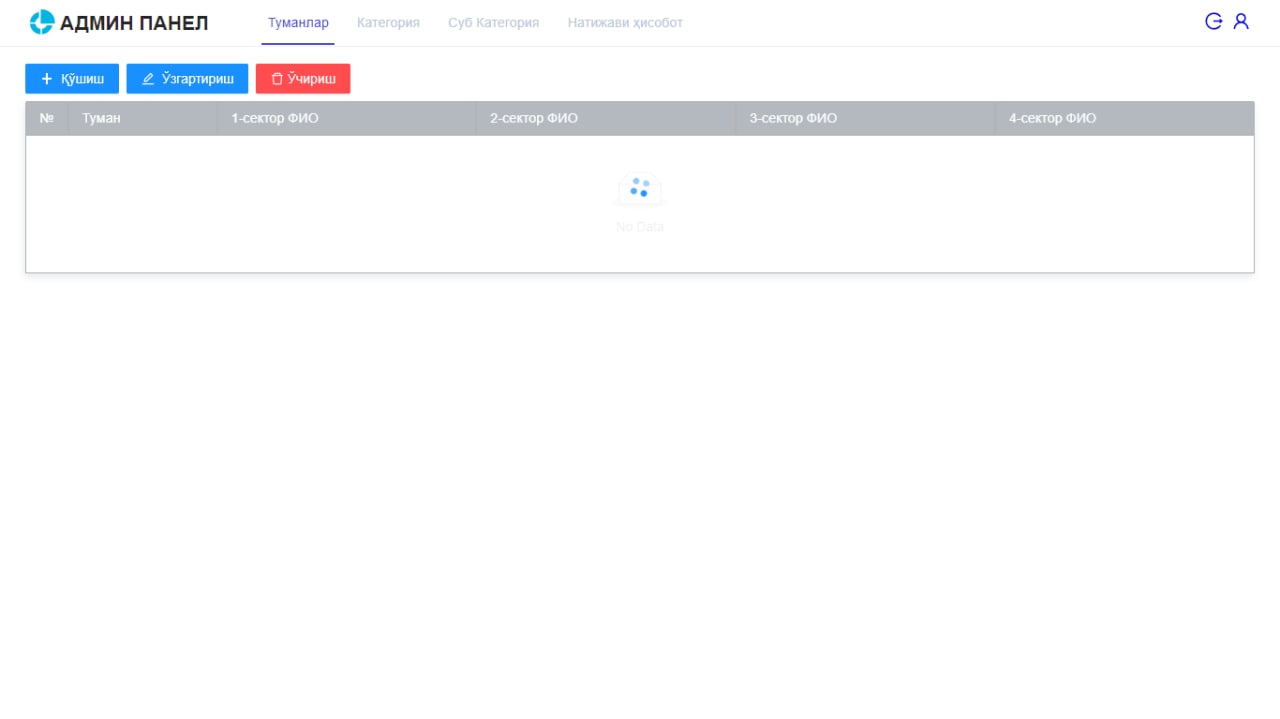 АДМИН ПАНЕЛ Туманлар Категория Суб Категория Натижави ҳисобот
Қўшиш Ўзгартириш Ўчириш
№ Туман 1-сектор ФИО 2-сектор ФИО 3-сектор ФИО 4-сектор ФИО
No Data